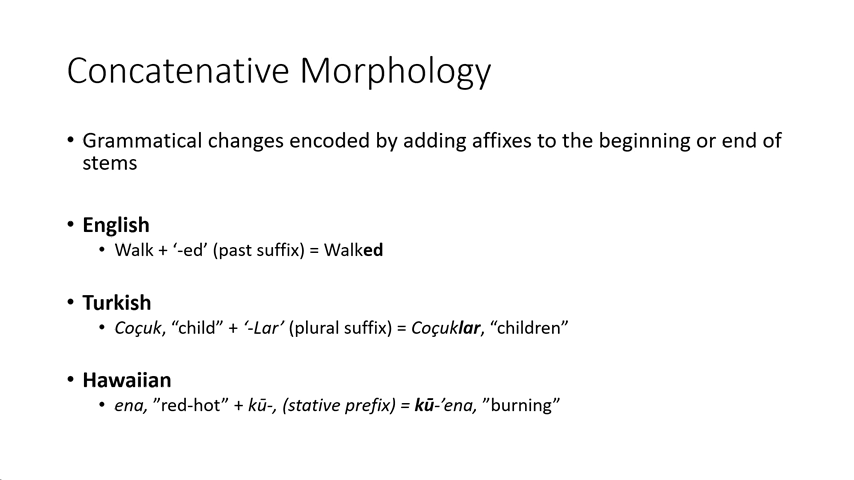 Concatenative Morphology
• Grammatical changes encoded by adding affixes to the beginning or end of
stems
• English
• Walk + ‘-ed’ (past suffix) = Walked
• Turkish
• Coçuk, “child” + ‘-Lar’ (plural suffix) = Coçuklar, “children”
• Hawaiian
• ena, ”red-hot” + kū-, (stative prefix) = kū-’ena, ”burning”